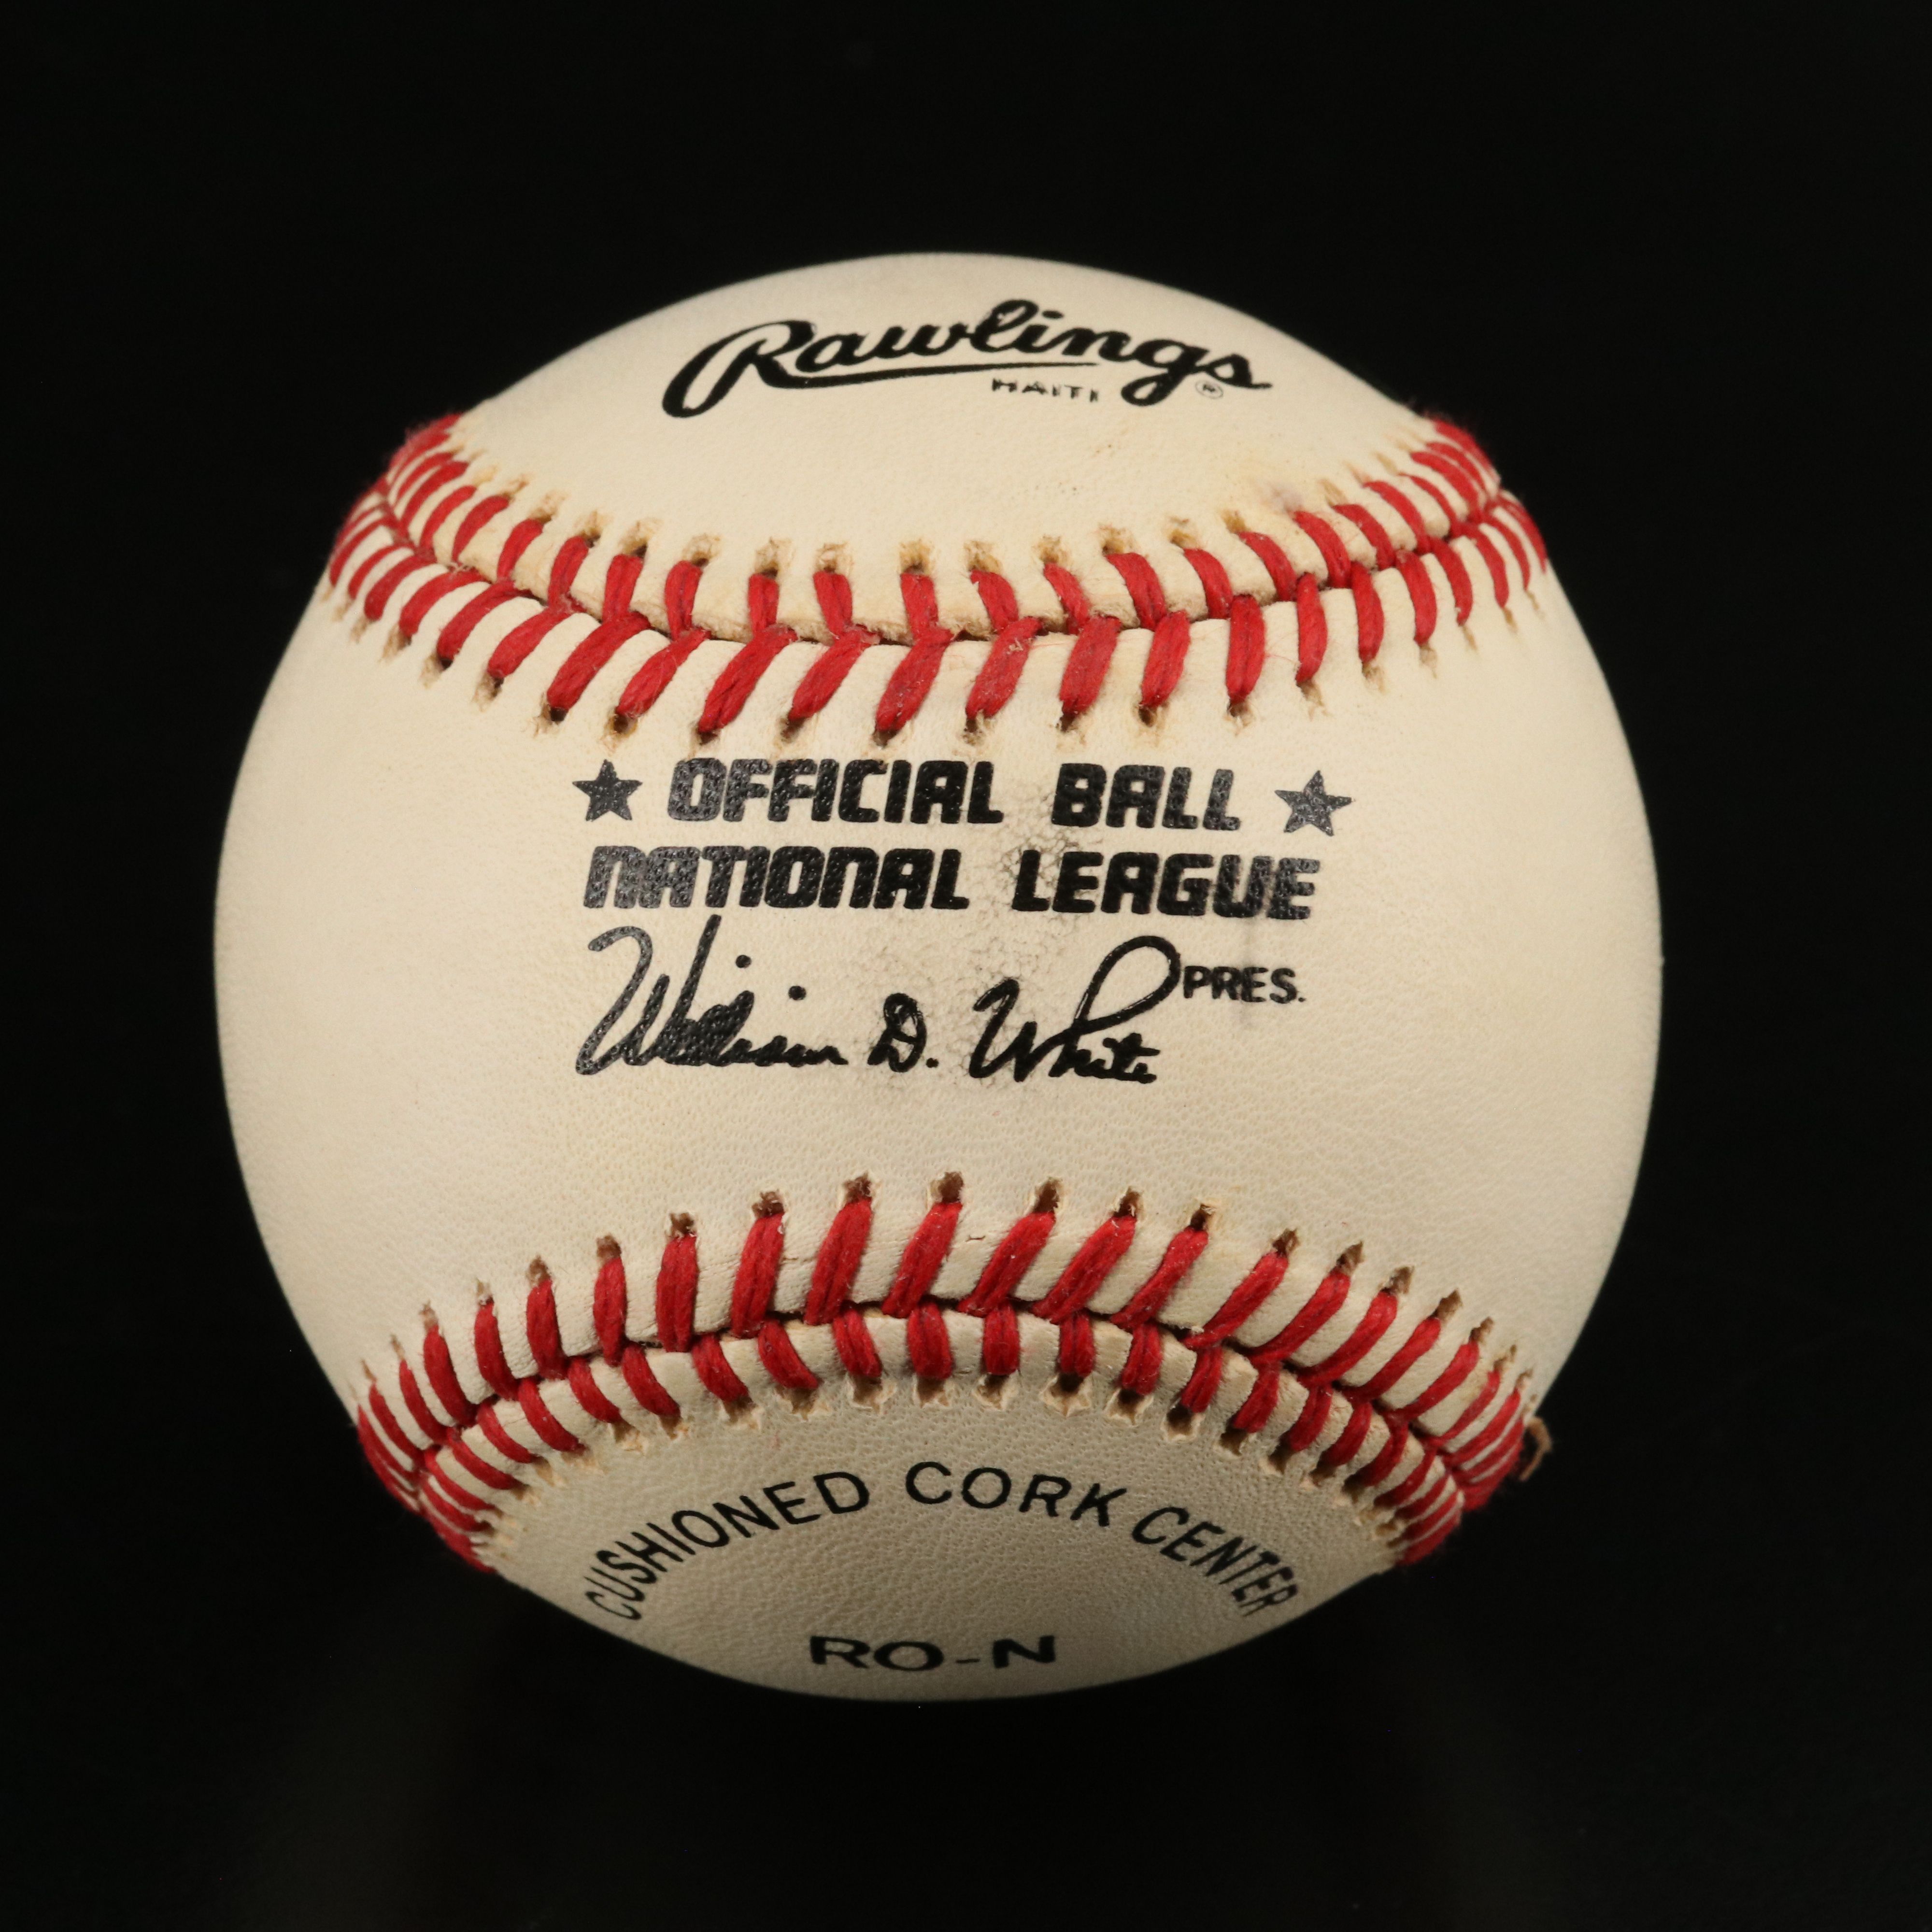 Rawlings
HAITI ®
★ OFFICIAL BALL ★
NATIONAL LEAGUE
William D. White PRES.
CUSHIONED CORK CENTER
RO-N